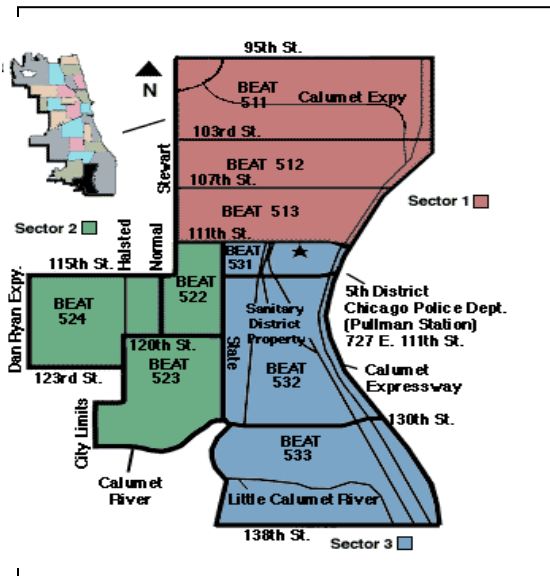 95th St.
N
BEAT
511
Calumet Expy
103rd St.
Stewart
BEAT 512
107th St.
BEAT 513
Sector 1
111th St.
Sector 2
Halsted
Normal
115th St.
BEAT
531
BEAT
522
Dan Ryan Expy.
BEAT
524
5th District
Chicago Police Dept.
(Pullman Station)
727 E. 111th St.
Sanitary
District
Property
120th St.
State
123rd St.
BEAT
523
BEAT
532
Calumet
Expressway
City Limits
130th St.
BEAT
533
Calumet
River
Little Calumet River
138th St.
Sector 3